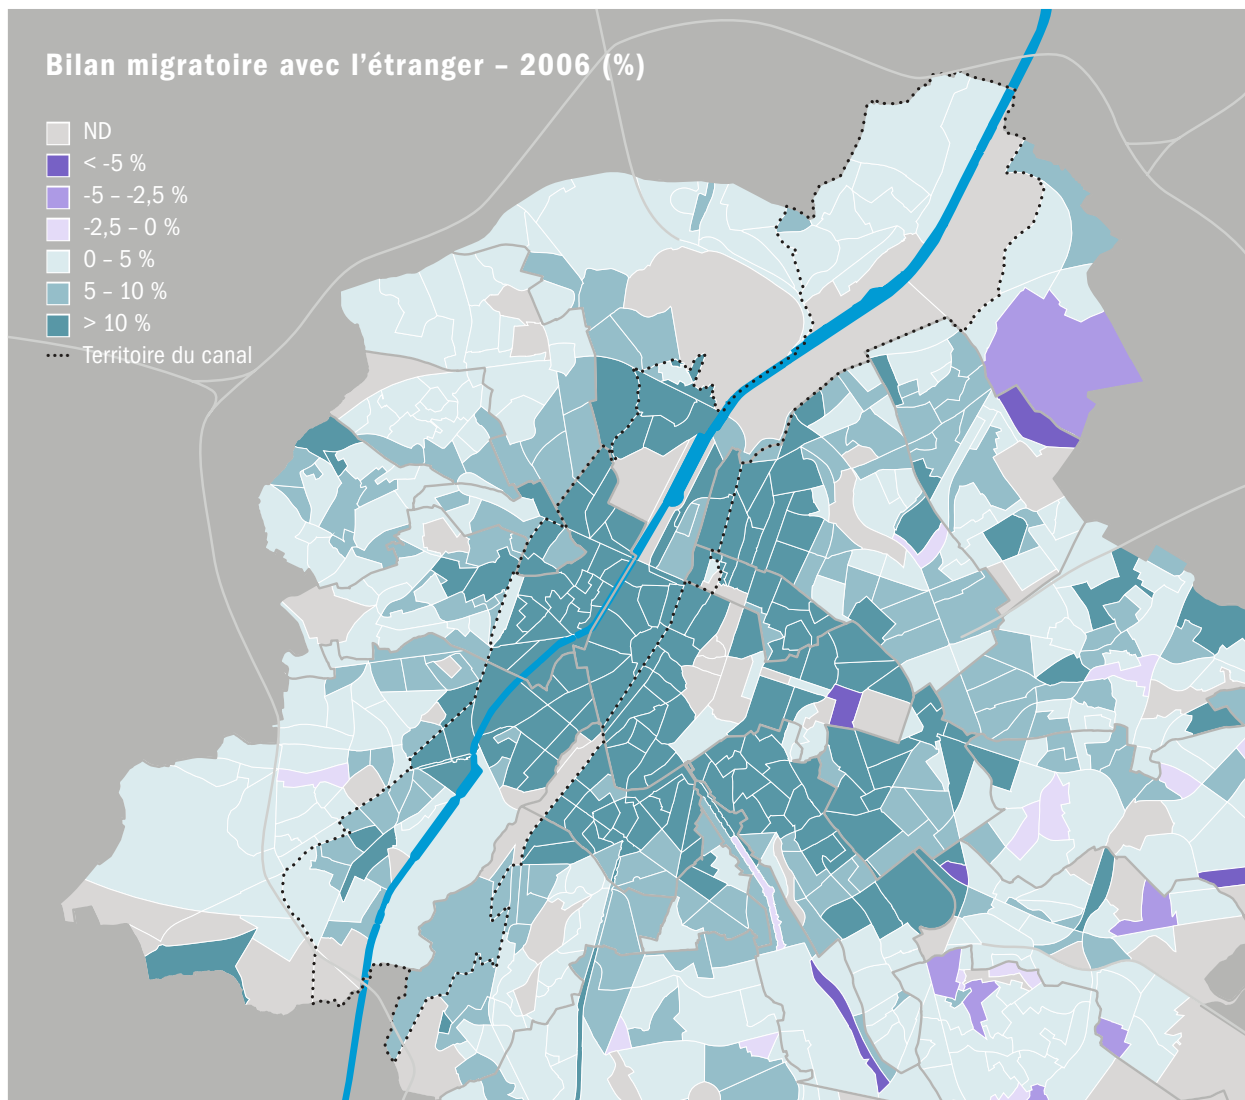 Bilan migratoire avec l’étranger – 2006 (%)
ND
< -5 %
-5 – -2,5 %
-2,5 – 0 %
0 – 5 %
5 – 10 %
> 10 %
Territoire du canal